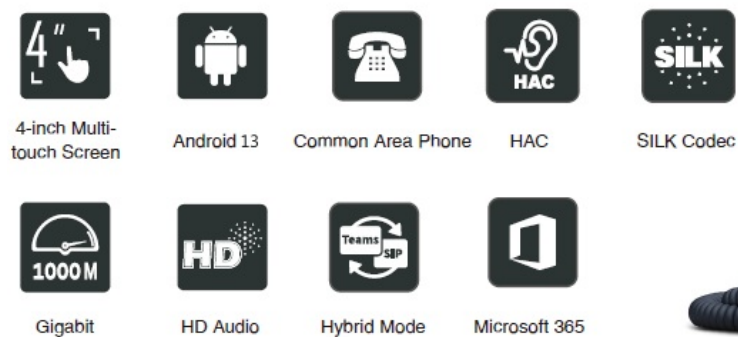 4"
HAC
SILK
4-inch Multi-
touch Screen
Android 13
Common Area Phone
HAC
SILK Codec
1000M
HD
Teams
SIP
Gigabit
HD Audio
Hybrid Mode
Microsoft 365